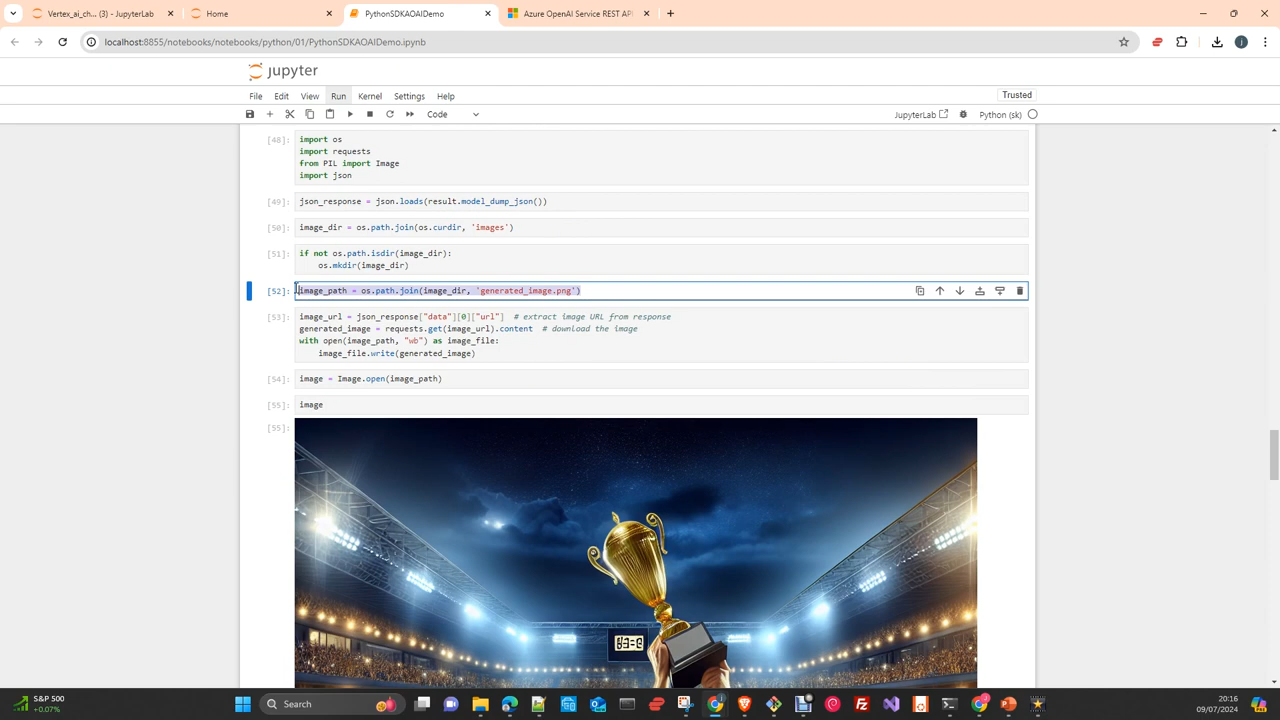 Vertex_ai_ch... (3) - JupyterLab
Home
PythonSDKAOAIDemo
Azure OpenAI Service REST API
localhost:8855/notebooks/notebooks/python/01/PythonSDKAOAIDemo.ipynb
jupyter
File Edit View Run Kernel Settings Help
Trusted
Code
JupyterLab
Python (sk)
[48]:
import os
import requests
from PIL import Image
import json
[49]:
json_response = json.loads(result.model_dump_json())
[50]:
image_dir = os.path.join(os.curdir, 'images')
[51]:
if not os.path.isdir(image_dir):
os.mkdir(image_dir)
[52]:
image_path = os.path.join(image_dir, 'generated_image.png')
[53]:
image_url = json_response["data"][0]["url"]  # extract image URL from response
generated_image = requests.get(image_url).content  # download the image
with open(image_path, "wb") as image_file:
image_file.write(generated_image)
[54]:
image = Image.open(image_path)
[55]:
image
[55]:
S&P 500
+0.07%
Search
20:16
09/07/2024